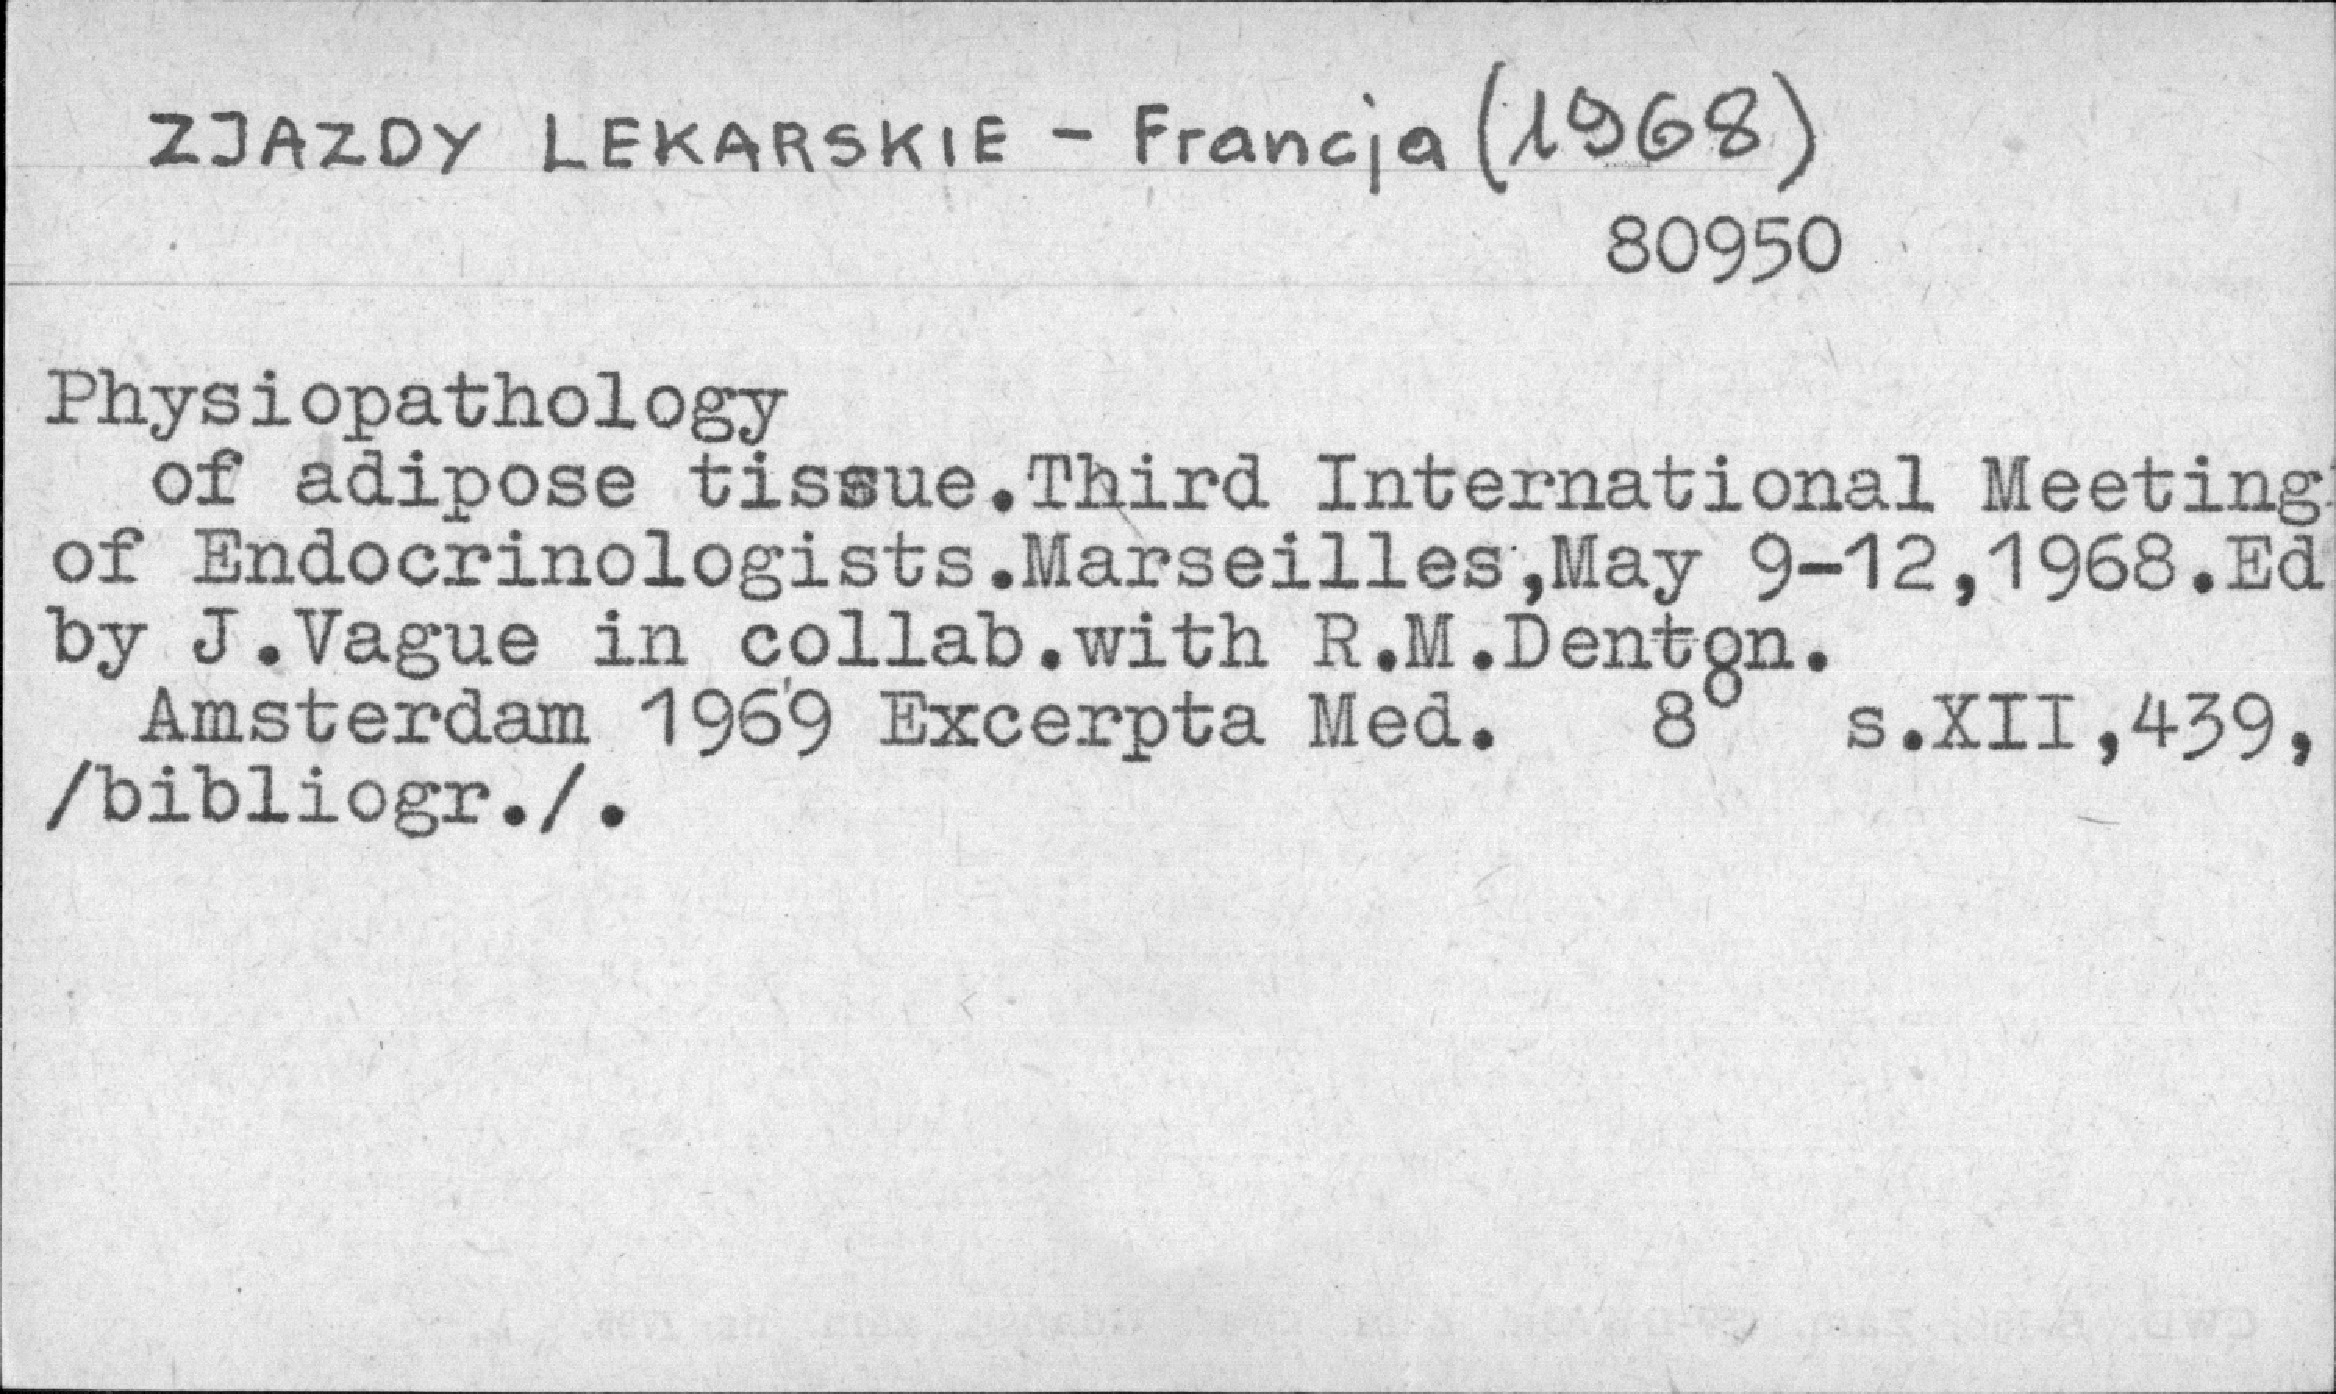 ZJAZDY LEKARSKIE - Francja (1968)
80950
Physiopathology
of adipose tissue.Third International Meeting
of Endocrinologists.Marseilles,May 9-12,1968.Ed
by J.Vague in collab.with R.M.Denton.
Amsterdam 1969 Excerpta Med. 8° s.XII,439,
/bibliogr./.